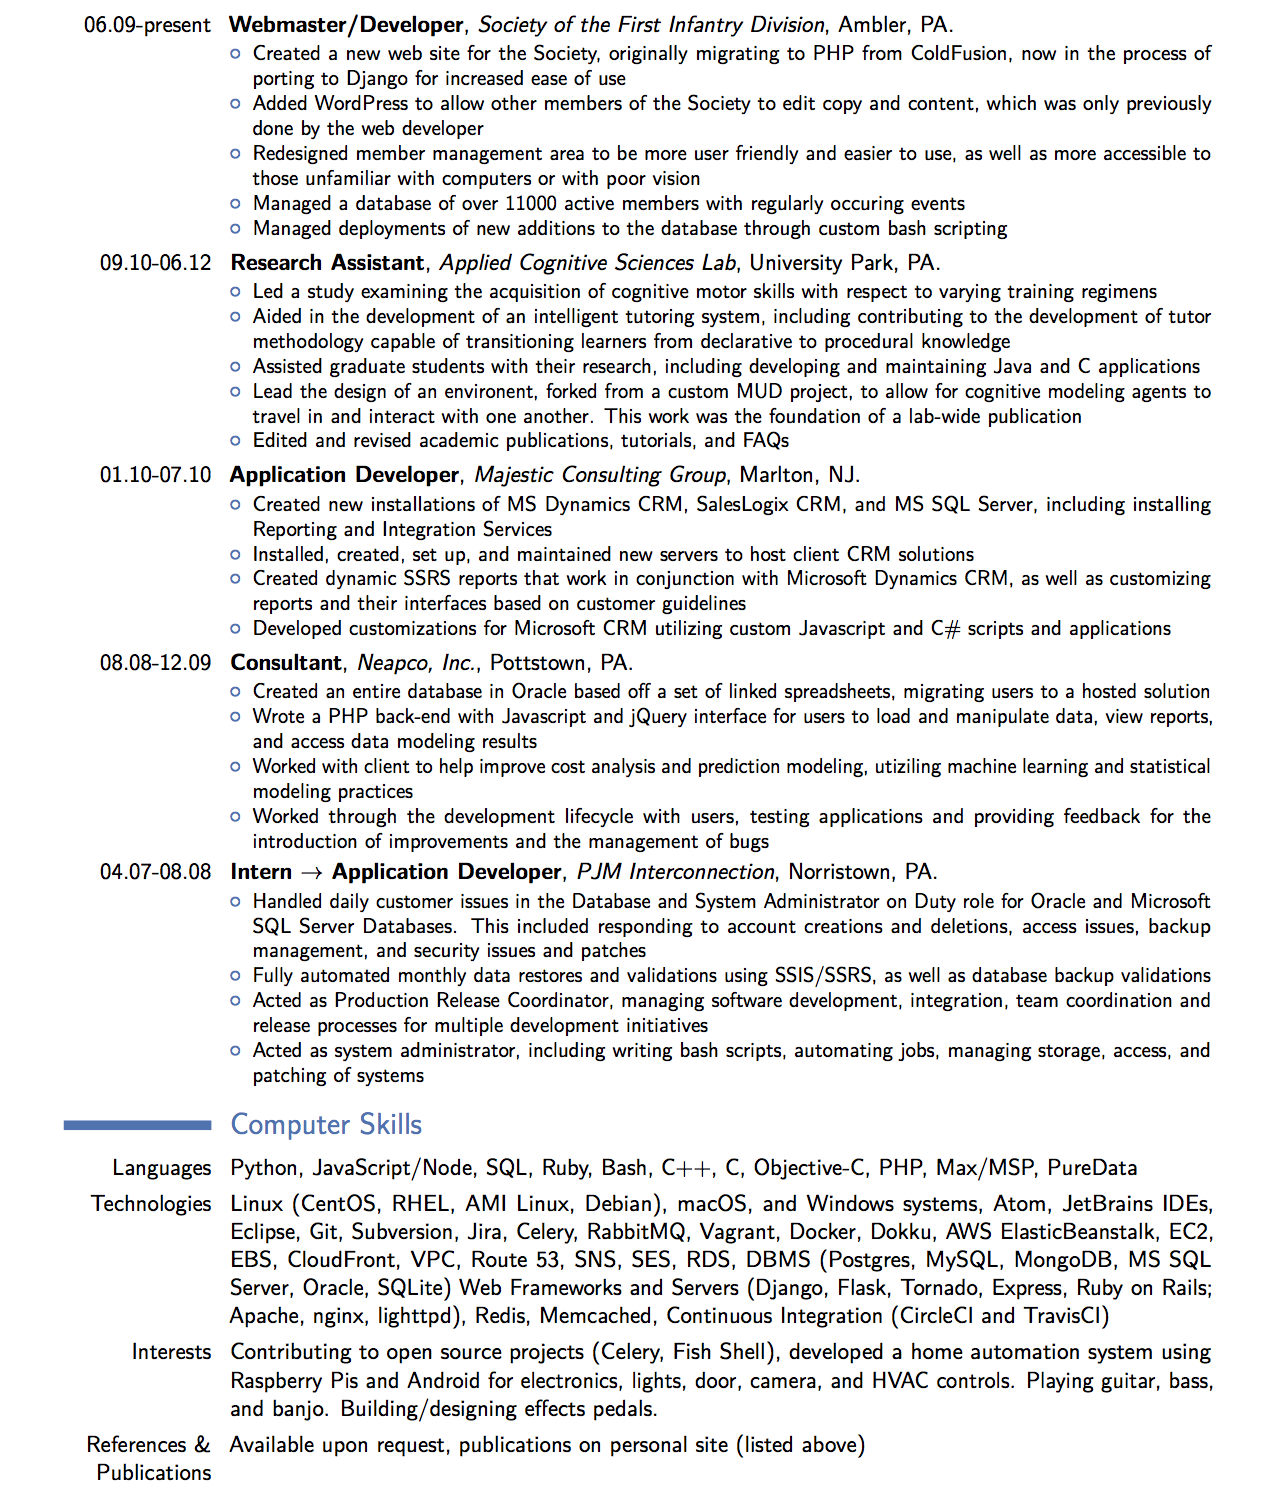 06.09-present Webmaster/Developer, Society of the First Infantry Division, Ambler, PA.
○ Created a new web site for the Society, originally migrating to PHP from ColdFusion, now in the process of
porting to Django for increased ease of use
○ Added WordPress to allow other members of the Society to edit copy and content, which was only previously
done by the web developer
○ Redesigned member management area to be more user friendly and easier to use, as well as more accessible to
those unfamiliar with computers or with poor vision
○ Managed a database of over 11000 active members with regularly occuring events
○ Managed deployments of new additions to the database through custom bash scripting
09.10-06.12 Research Assistant, Applied Cognitive Sciences Lab, University Park, PA.
○ Led a study examining the acquisition of cognitive motor skills with respect to varying training regimens
○ Aided in the development of an intelligent tutoring system, including contributing to the development of tutor
methodology capable of transitioning learners from declarative to procedural knowledge
○ Assisted graduate students with their research, including developing and maintaining Java and C applications
○ Lead the design of an environent, forked from a custom MUD project, to allow for cognitive modeling agents to
travel in and interact with one another. This work was the foundation of a lab-wide publication
○ Edited and revised academic publications, tutorials, and FAQs
01.10-07.10 Application Developer, Majestic Consulting Group, Marlton, NJ.
○ Created new installations of MS Dynamics CRM, SalesLogix CRM, and MS SQL Server, including installing
Reporting and Integration Services
○ Installed, created, set up, and maintained new servers to host client CRM solutions
○ Created dynamic SSRS reports that work in conjunction with Microsoft Dynamics CRM, as well as customizing
reports and their interfaces based on customer guidelines
○ Developed customizations for Microsoft CRM utilizing custom Javascript and C# scripts and applications
08.08-12.09 Consultant, Neapco, Inc., Pottstown, PA.
○ Created an entire database in Oracle based off a set of linked spreadsheets, migrating users to a hosted solution
○ Wrote a PHP back-end with Javascript and jQuery interface for users to load and manipulate data, view reports,
and access data modeling results
○ Worked with client to help improve cost analysis and prediction modeling, utiziling machine learning and statistical
modeling practices
○ Worked through the development lifecycle with users, testing applications and providing feedback for the
introduction of improvements and the management of bugs
04.07-08.08 Intern → Application Developer, PJM Interconnection, Norristown, PA.
○ Handled daily customer issues in the Database and System Administrator on Duty role for Oracle and Microsoft
SQL Server Databases. This included responding to account creations and deletions, access issues, backup
management, and security issues and patches
○ Fully automated monthly data restores and validations using SSIS/SSRS, as well as database backup validations
○ Acted as Production Release Coordinator, managing software development, integration, team coordination and
release processes for multiple development initiatives
○ Acted as system administrator, including writing bash scripts, automating jobs, managing storage, access, and
patching of systems
Computer Skills
Languages Python, JavaScript/Node, SQL, Ruby, Bash, C++, C, Objective-C, PHP, Max/MSP, PureData
Technologies Linux (CentOS, RHEL, AMI Linux, Debian), macOS, and Windows systems, Atom, JetBrains IDEs,
Eclipse, Git, Subversion, Jira, Celery, RabbitMQ, Vagrant, Docker, Dokku, AWS ElasticBeanstalk, EC2,
EBS, CloudFront, VPC, Route 53, SNS, SES, RDS, DBMS (Postgres, MySQL, MongoDB, MS SQL
Server, Oracle, SQLite) Web Frameworks and Servers (Django, Flask, Tornado, Express, Ruby on Rails;
Apache, nginx, lighttpd), Redis, Memcached, Continuous Integration (CircleCI and TravisCI)
Interests Contributing to open source projects (Celery, Fish Shell), developed a home automation system using
Raspberry Pis and Android for electronics, lights, door, camera, and HVAC controls. Playing guitar, bass,
and banjo. Building/designing effects pedals.
References & Available upon request, publications on personal site (listed above)
Publications